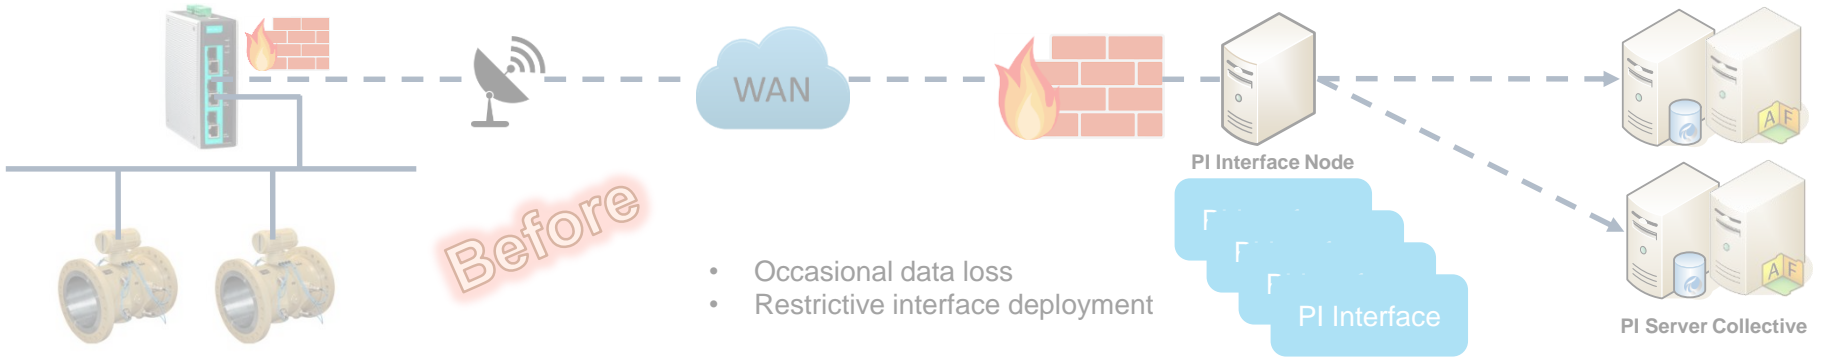 WAN
PI Interface Node
Before
• Occasional data loss
• Restrictive interface deployment
PI Interface
A F
A F
PI Server Collective